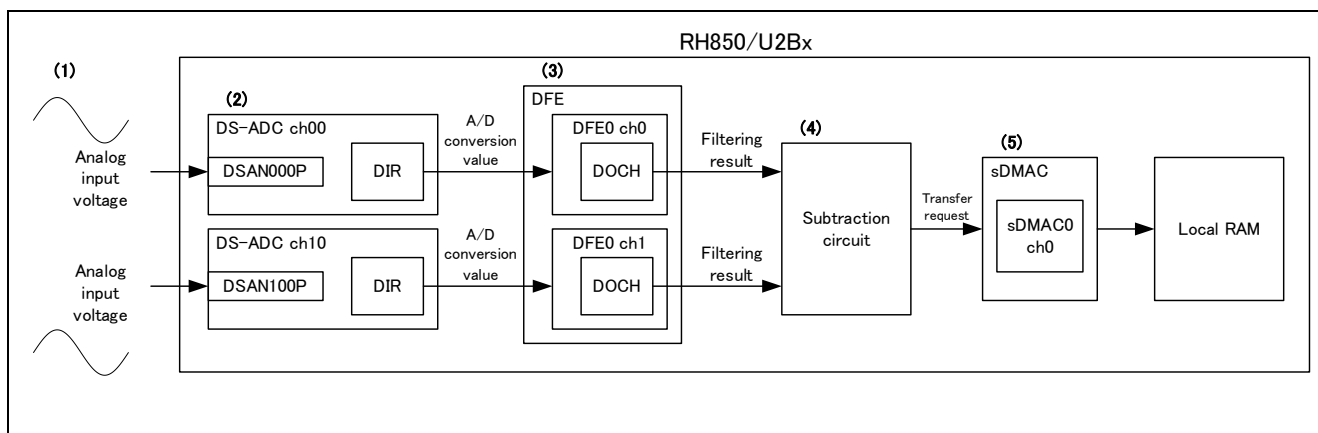 RH850/U2Bx
(1)
Analog
input
voltage
Analog
input
voltage
(2)
DS-ADC ch00
DSAN000P
DIR
DS-ADC ch10
DSAN100P
DIR
A/D
conversion
value
A/D
conversion
value
(3)
DFE
DFE0 ch0
DOCH
DFE0 ch1
DOCH
Filtering
result
Filtering
result
(4)
Subtraction
circuit
Transfer
request
(5)
sDMAC
sDMAC0
ch0
Local RAM